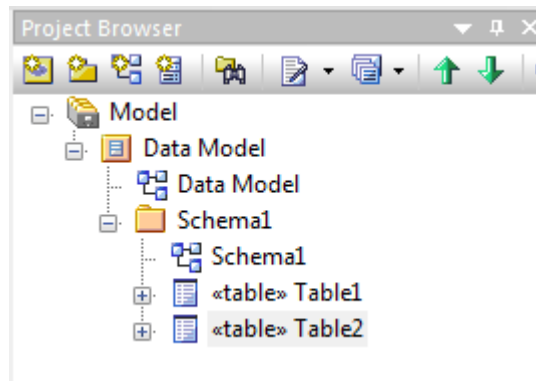 Project Browser
Model
Data Model
Data Model
Schema1
Schema1
«table» Table1
«table» Table2